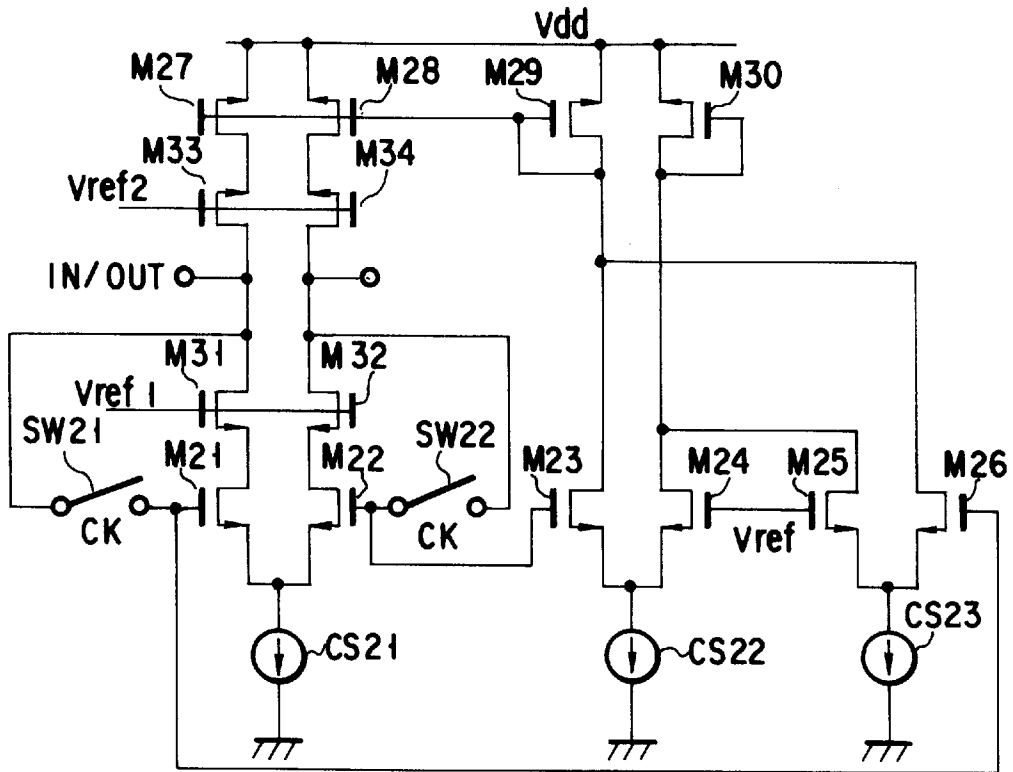 Vdd
M27
M28
M29
M30
M33
M34
Vref2
IN/OUT
M31
M32
Vref 1
SW21
M21
M22
SW22
M23
M24
M25
M26
CK
CK
Vref
CS21
CS22
CS23